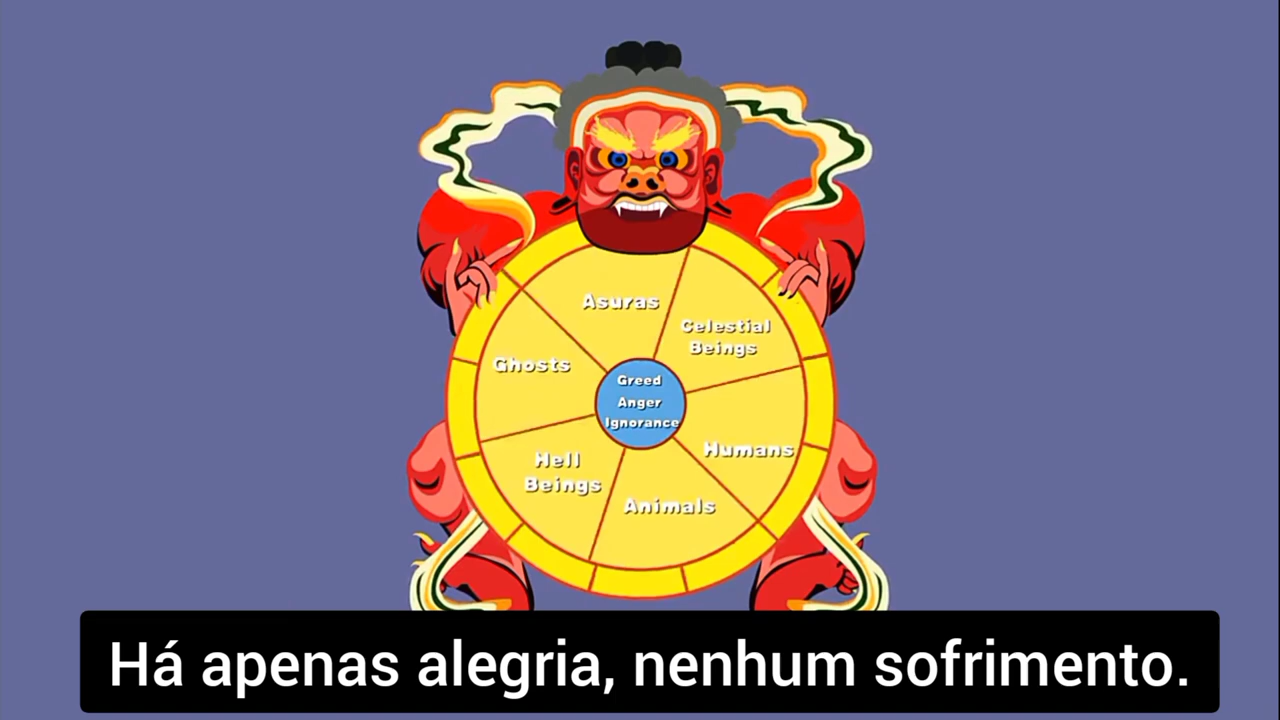 Asuras
Celestial
Beings
Ghosts
Greed
Anger
Ignorance
Humans
Hell
Beings
Animals
Há apenas alegria, nenhum sofrimento.